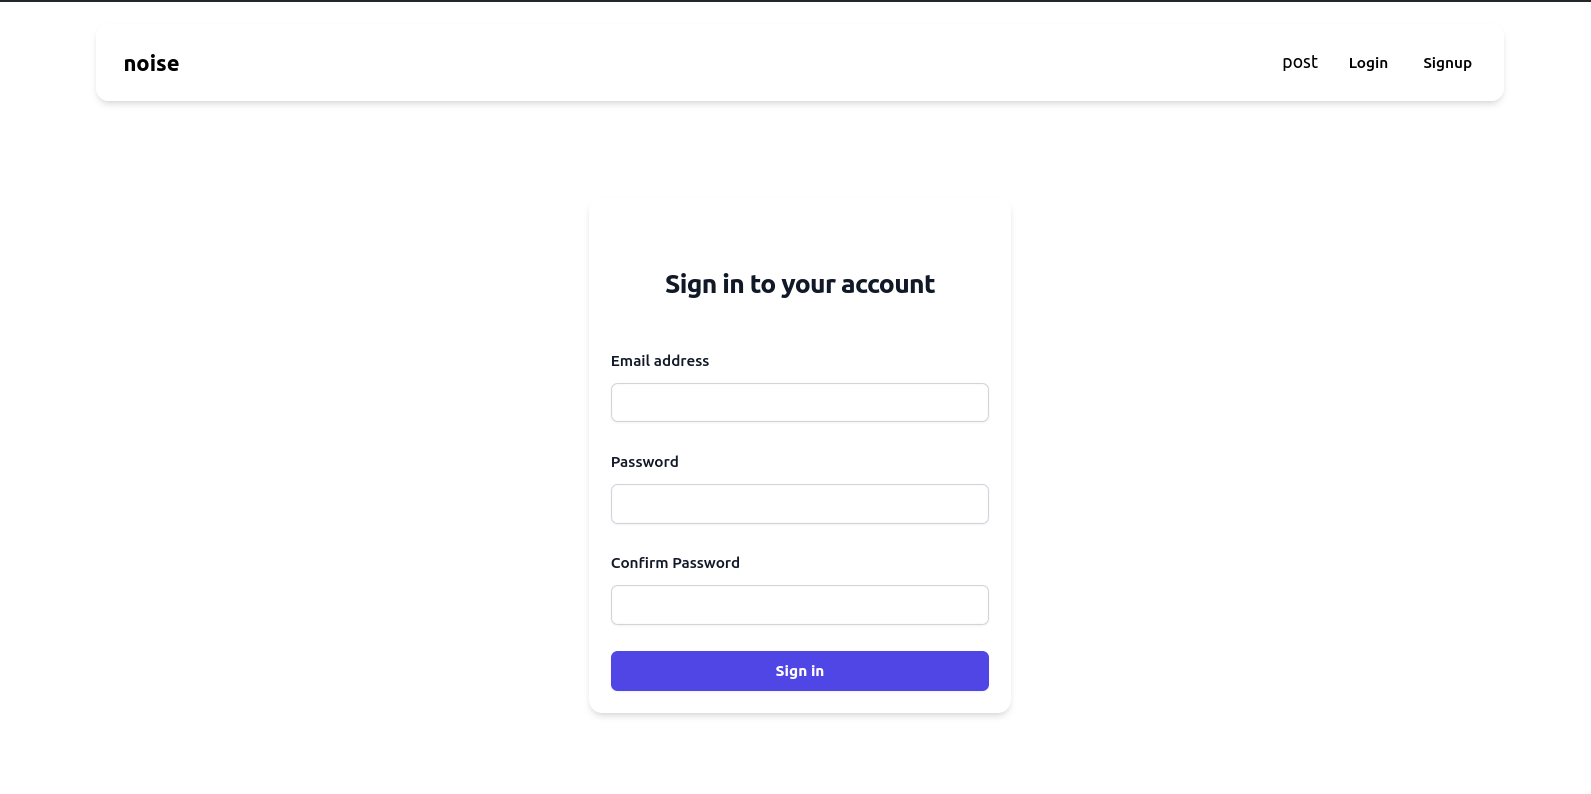 noise
post Login Signup
Sign in to your account
Email address
Password
Confirm Password
Sign in